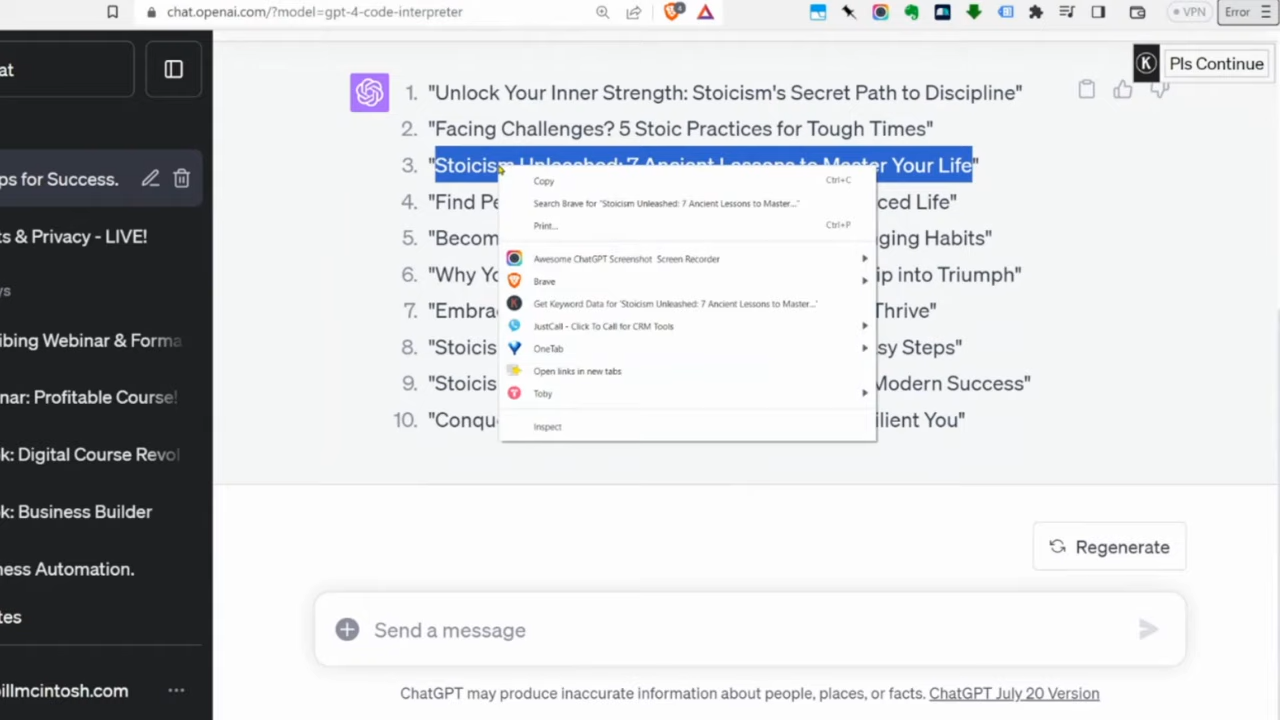 chat.openai.com/?model=gpt-4-code-interpreter
4
VPN
Error
at
K Pls Continue
1. "Unlock Your Inner Strength: Stoicism's Secret Path to Discipline"
2. "Facing Challenges? 5 Stoic Practices for Tough Times"
3. "Stoicism Unleashed: 7 Ancient Lessons to Master Your Life"
ps for Success.
Copy Ctrl+C
4. "Find Pe ced Life"
Search Brave for "Stoicism Unleashed: 7 Ancient Lessons to Master..."
Print... Ctrl+P
ts & Privacy - LIVE!
5. "Becom ging Habits"
Awesome ChatGPT Screenshot Screen Recorder
6. "Why Yo ip into Triumph"
Brave
ys
Get Keyword Data for 'Stoicism Unleashed: 7 Ancient Lessons to Master...'
7. "Embra Thrive"
JustCall - Click To Call for CRM Tools
ibing Webinar & Forma
8. "Stoicis sy Steps"
OneTab
Open links in new tabs
9. "Stoicis Modern Success"
Toby
nar: Profitable Course!
10. "Conqu ilient You"
Inspect
k: Digital Course Revol
k: Business Builder
Regenerate
ness Automation.
tes
Send a message
illmcintosh.com
ChatGPT may produce inaccurate information about people, places, or facts. ChatGPT July 20 Version